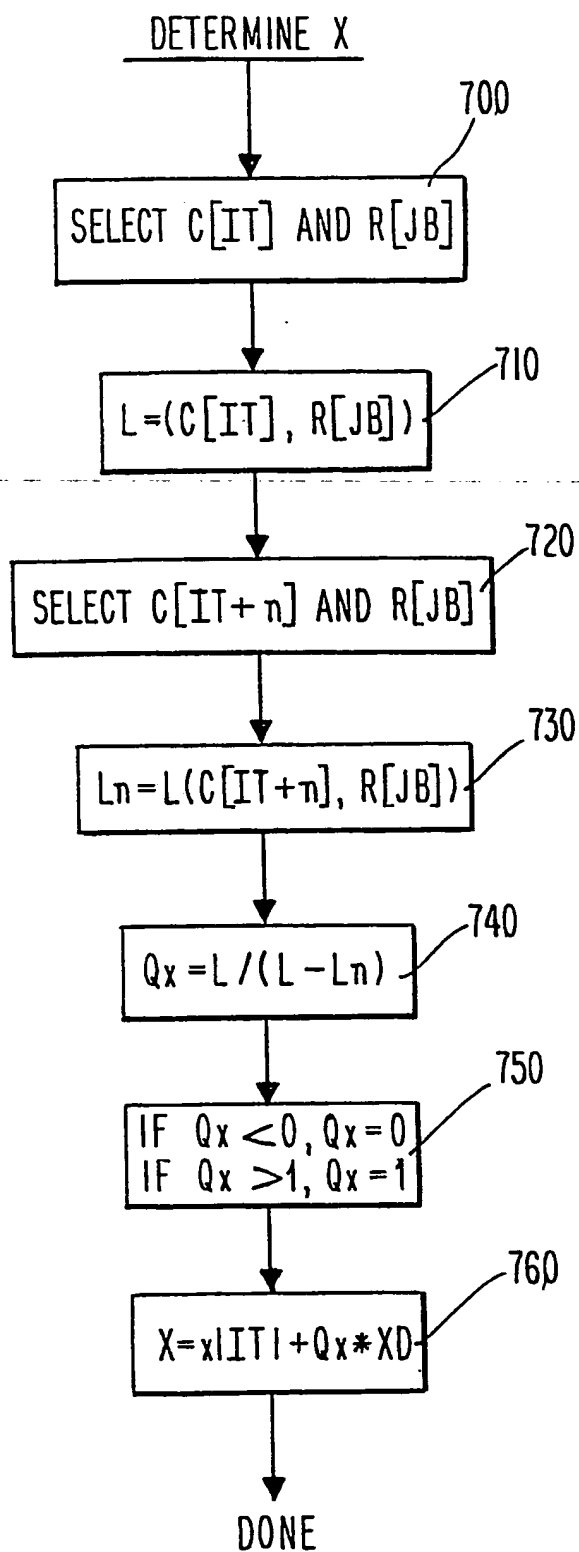 DETERMINE X
700
SELECT C[IT] AND R[JB]
710
L=(C[IT], R[JB])
720
SELECT C[IT+n] AND R[JB]
730
Ln=L(C[IT+n], R[JB])
740
Qx=L/(L-Ln)
750
IF Qx<0, Qx=0
IF Qx>1, Qx=1
760
X=x|IT|+Qx*XD
DONE